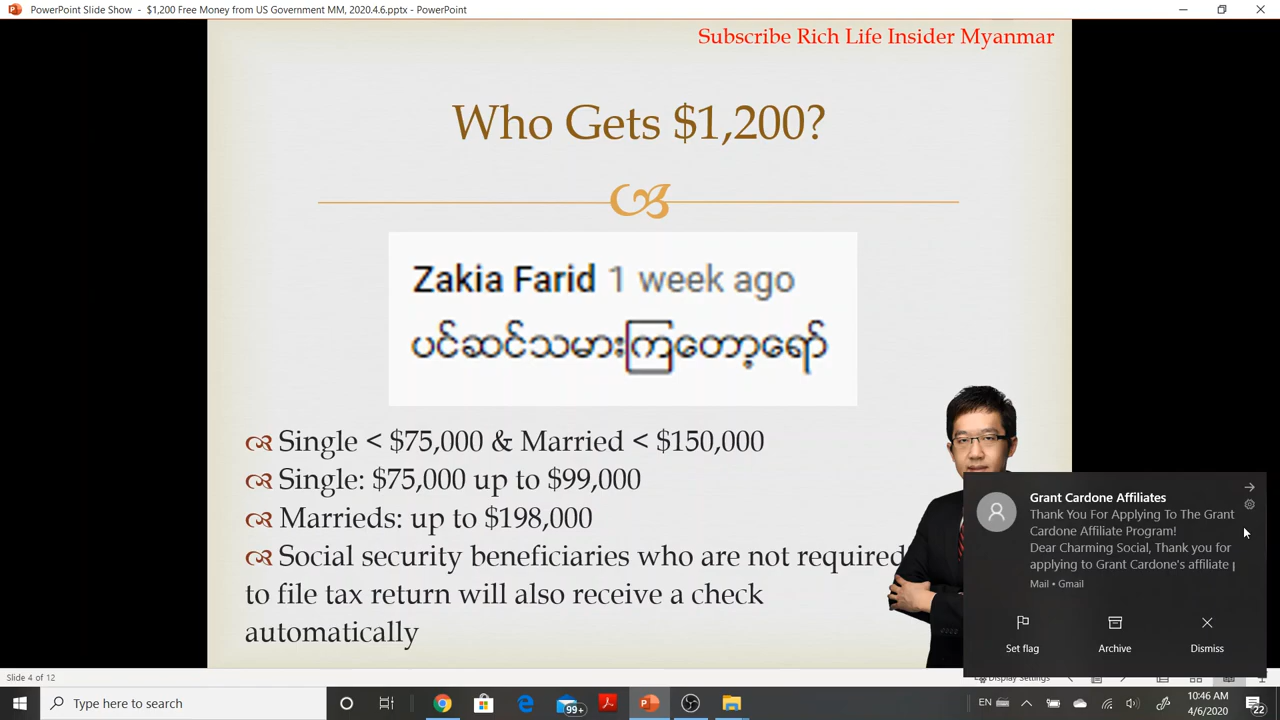 PowerPoint Slide Show - $1,200 Free Money from US Government MM, 2020.4.6.pptx - PowerPoint
Subscribe Rich Life Insider Myanmar
Who Gets $1,200?
Zakia Farid 1 week ago
ပင်ဆင်သမားကြတော့ရော်
Single < $75,000 & Married < $150,000
Single: $75,000 up to $99,000
Marrieds: up to $198,000
Social security beneficiaries who are not required
to file tax return will also receive a check
automatically
Grant Cardone Affiliates
Thank You For Applying To The Grant
Cardone Affiliate Program!
Dear Charming Social, Thank you for
applying to Grant Cardone's affiliate
Mail • Gmail
Set flag
Archive
Dismiss
Slide 4 of 12
Display Settings
Type here to search
99+
EN
10:46 AM
4/6/2020
22